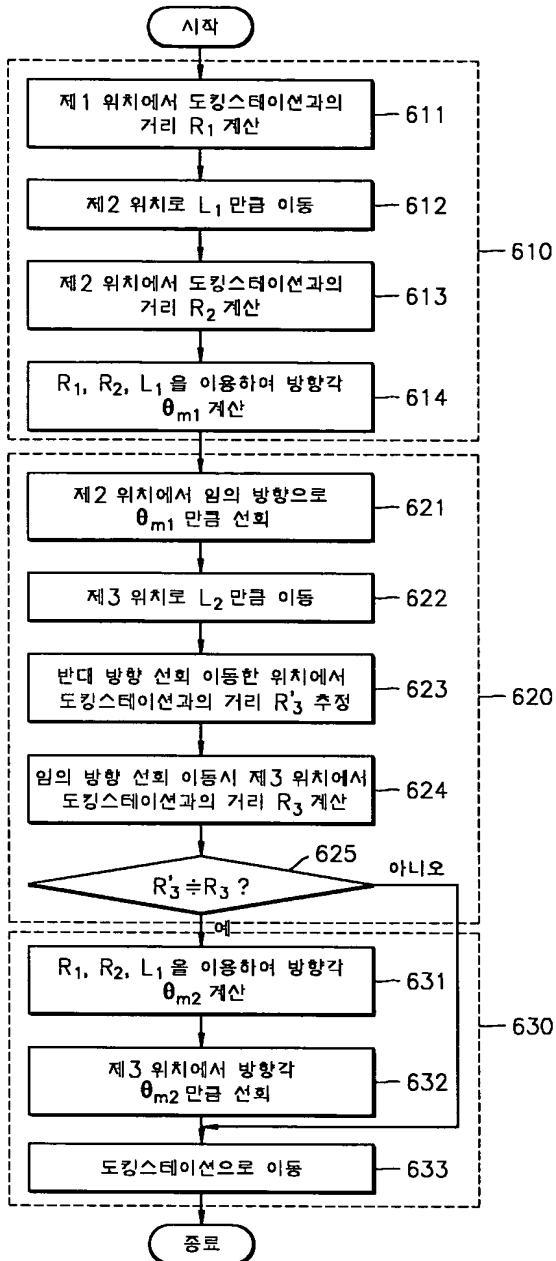 시작
제1 위치에서 도킹스테이션과의
거리 R₁ 계산
611
제2 위치로 L₁ 만큼 이동
612
610
제2 위치에서 도킹스테이션과의
거리 R₂ 계산
613
R₁, R₂, L₁ 을 이용하여 방향각
θm1 계산
614
제2 위치에서 임의 방향으로
θm1 만큼 선회
621
제3 위치로 L₂ 만큼 이동
622
반대 방향 선회 이동한 위치에서
도킹스테이션과의 거리 R'₃ 추정
623
620
임의 방향 선회 이동시 제3 위치에서
도킹스테이션과의 거리 R₃ 계산
624
625
R'₃ ≑ R₃ ?
아니오
예
R₁, R₂, L₁ 을 이용하여 방향각
θm2 계산
631
630
제3 위치에서 방향각
θm2 만큼 선회
632
도킹스테이션으로 이동
633
종료